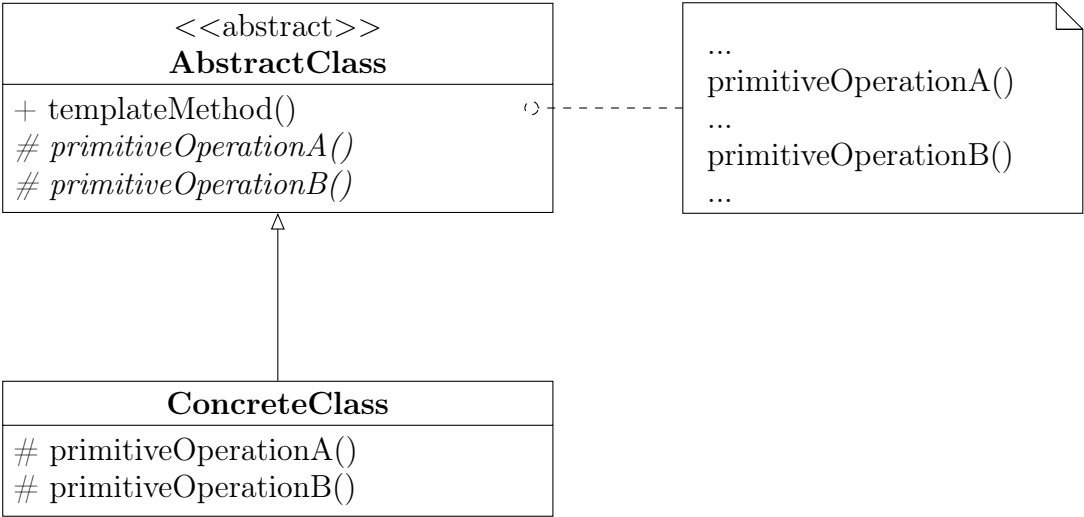 <<abstract>>
AbstractClass
+ templateMethod()
# primitiveOperationA()
# primitiveOperationB()
...
primitiveOperationA()
...
primitiveOperationB()
...
ConcreteClass
# primitiveOperationA()
# primitiveOperationB()